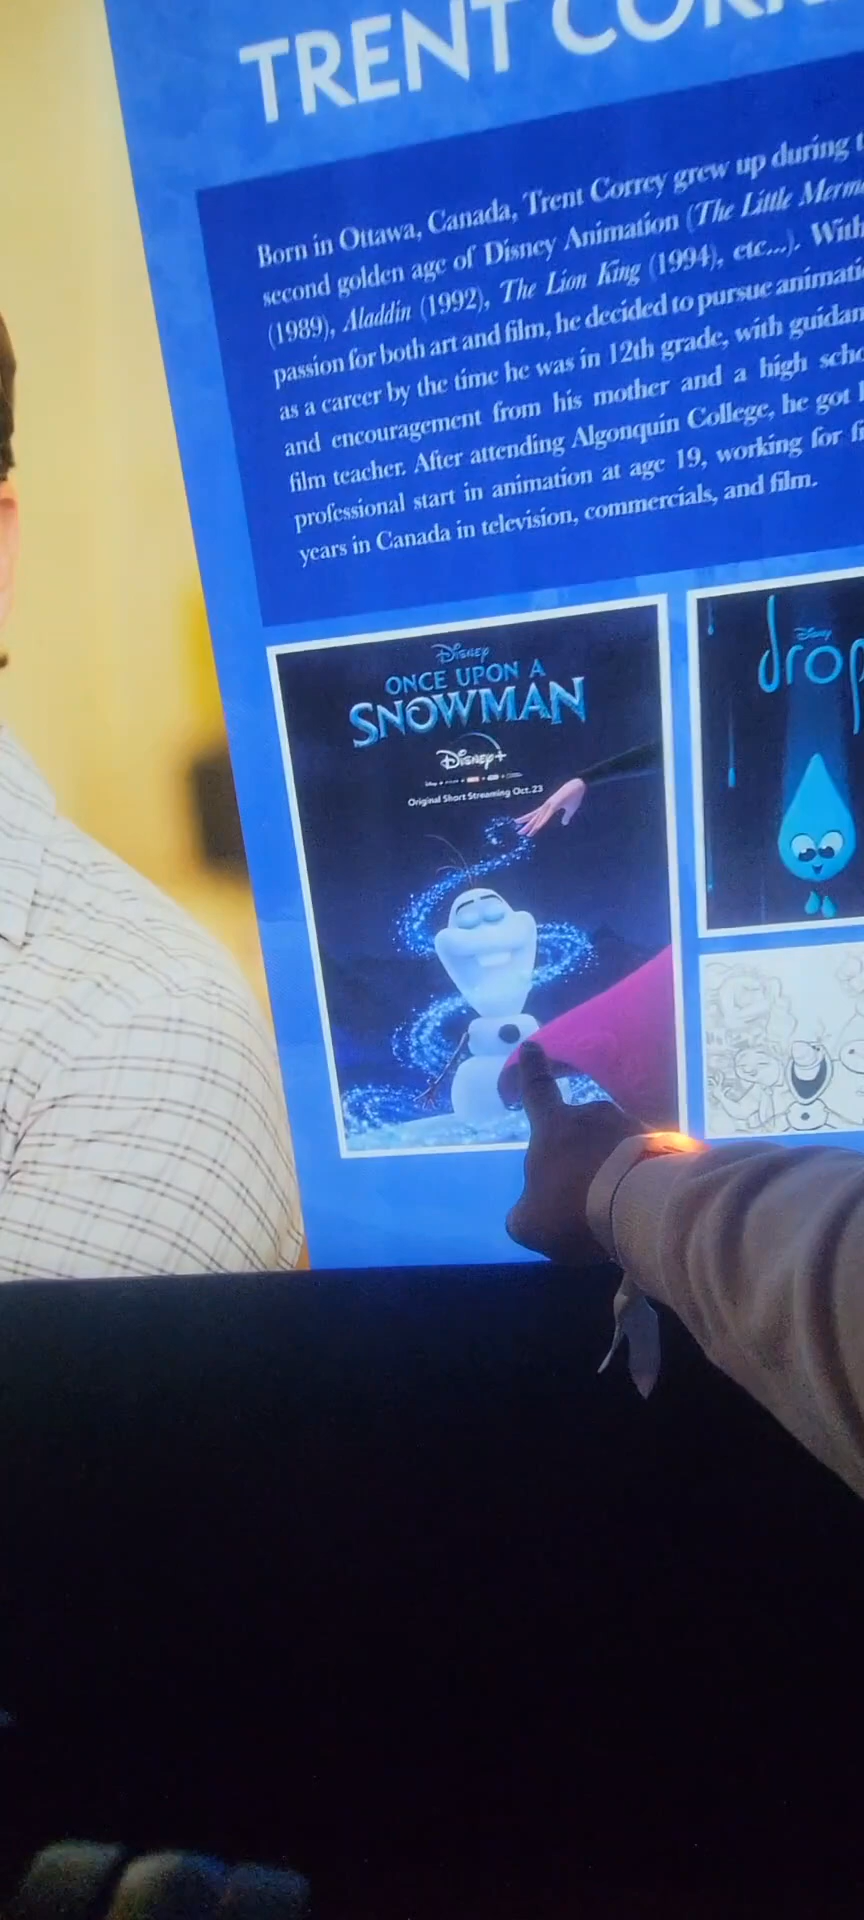 TRENT CORR
Born in Ottawa, Canada, Trent Correy grew up during t
second golden age of Disney Animation (The Little Merm
(1989), Aladdin (1992), The Lion King (1994), etc...). With
passion for both art and film, he decided to pursue animati
as a career by the time he was in 12th grade, with guidan
and encouragement from his mother and a high scho
film teacher. After attending Algonquin College, he got
professional start in animation at age 19, working for fi
years in Canada in television, commercials, and film.
Disney
ONCE UPON A
SNOWMAN
Disney+
Original Short Streaming Oct.23
Disney
drop